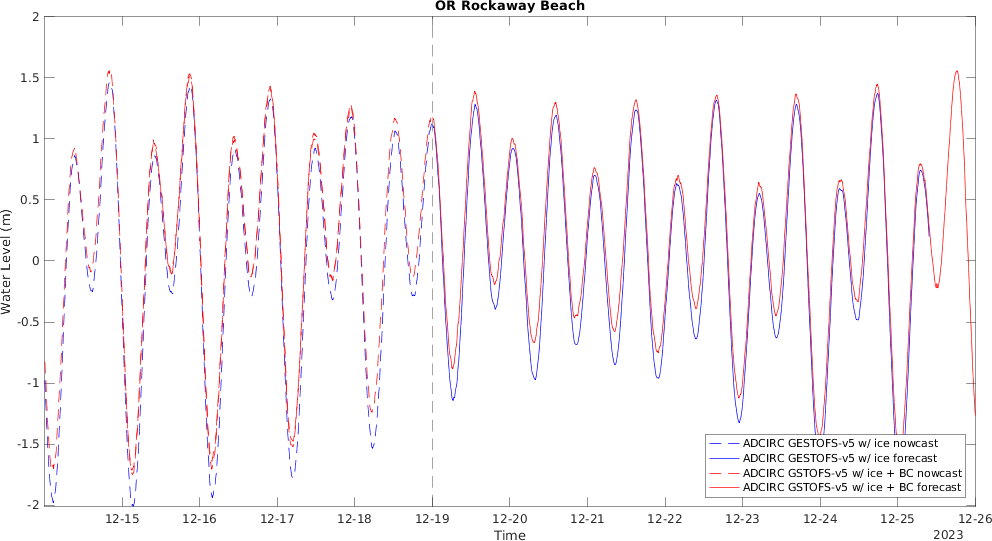 OR Rockaway Beach
2
1.5
1
0.5
0
-0.5
-1
-1.5
-2
Water Level (m)
ADCIRC GESTOFS-v5 w/ ice nowcast
ADCIRC GESTOFS-v5 w/ ice forecast
ADCIRC GSTOFS-v5 w/ ice + BC nowcast
ADCIRC GSTOFS-v5 w/ ice + BC forecast
12-15 12-16 12-17 12-18 12-19 12-20 12-21 12-22 12-23 12-24 12-25 12-26
Time
2023